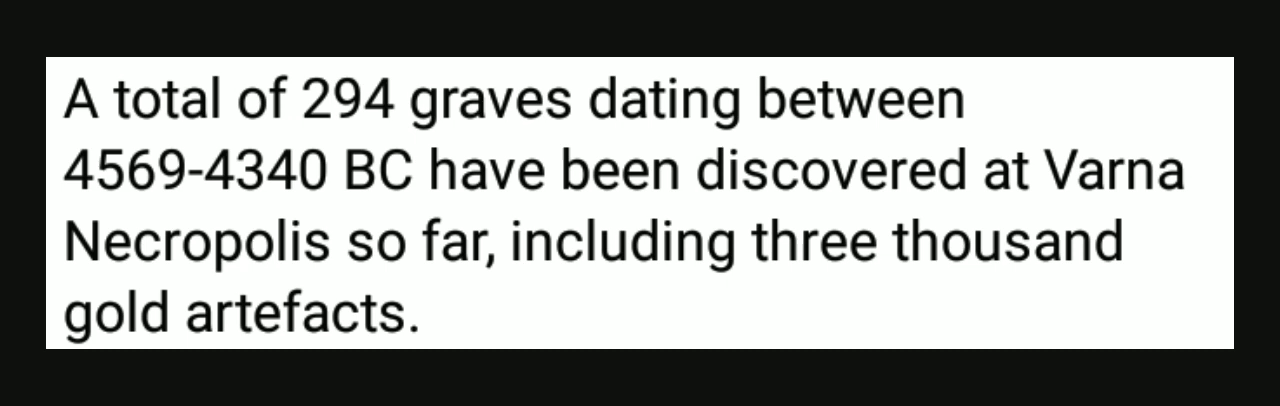 A total of 294 graves dating between
4569-4340 BC have been discovered at Varna
Necropolis so far, including three thousand
gold artefacts.